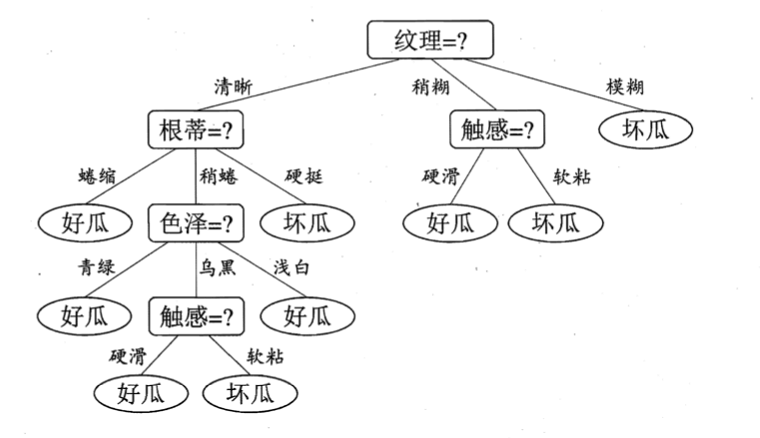 纹理=?
清晰 稍糊 模糊
根蒂=? 触感=? 坏瓜
蜷缩 稍蜷 硬挺 硬滑 软粘
好瓜 色泽=? 坏瓜 好瓜 坏瓜
青绿 乌黑 浅白
好瓜 触感=? 好瓜
硬滑 软粘
好瓜 坏瓜